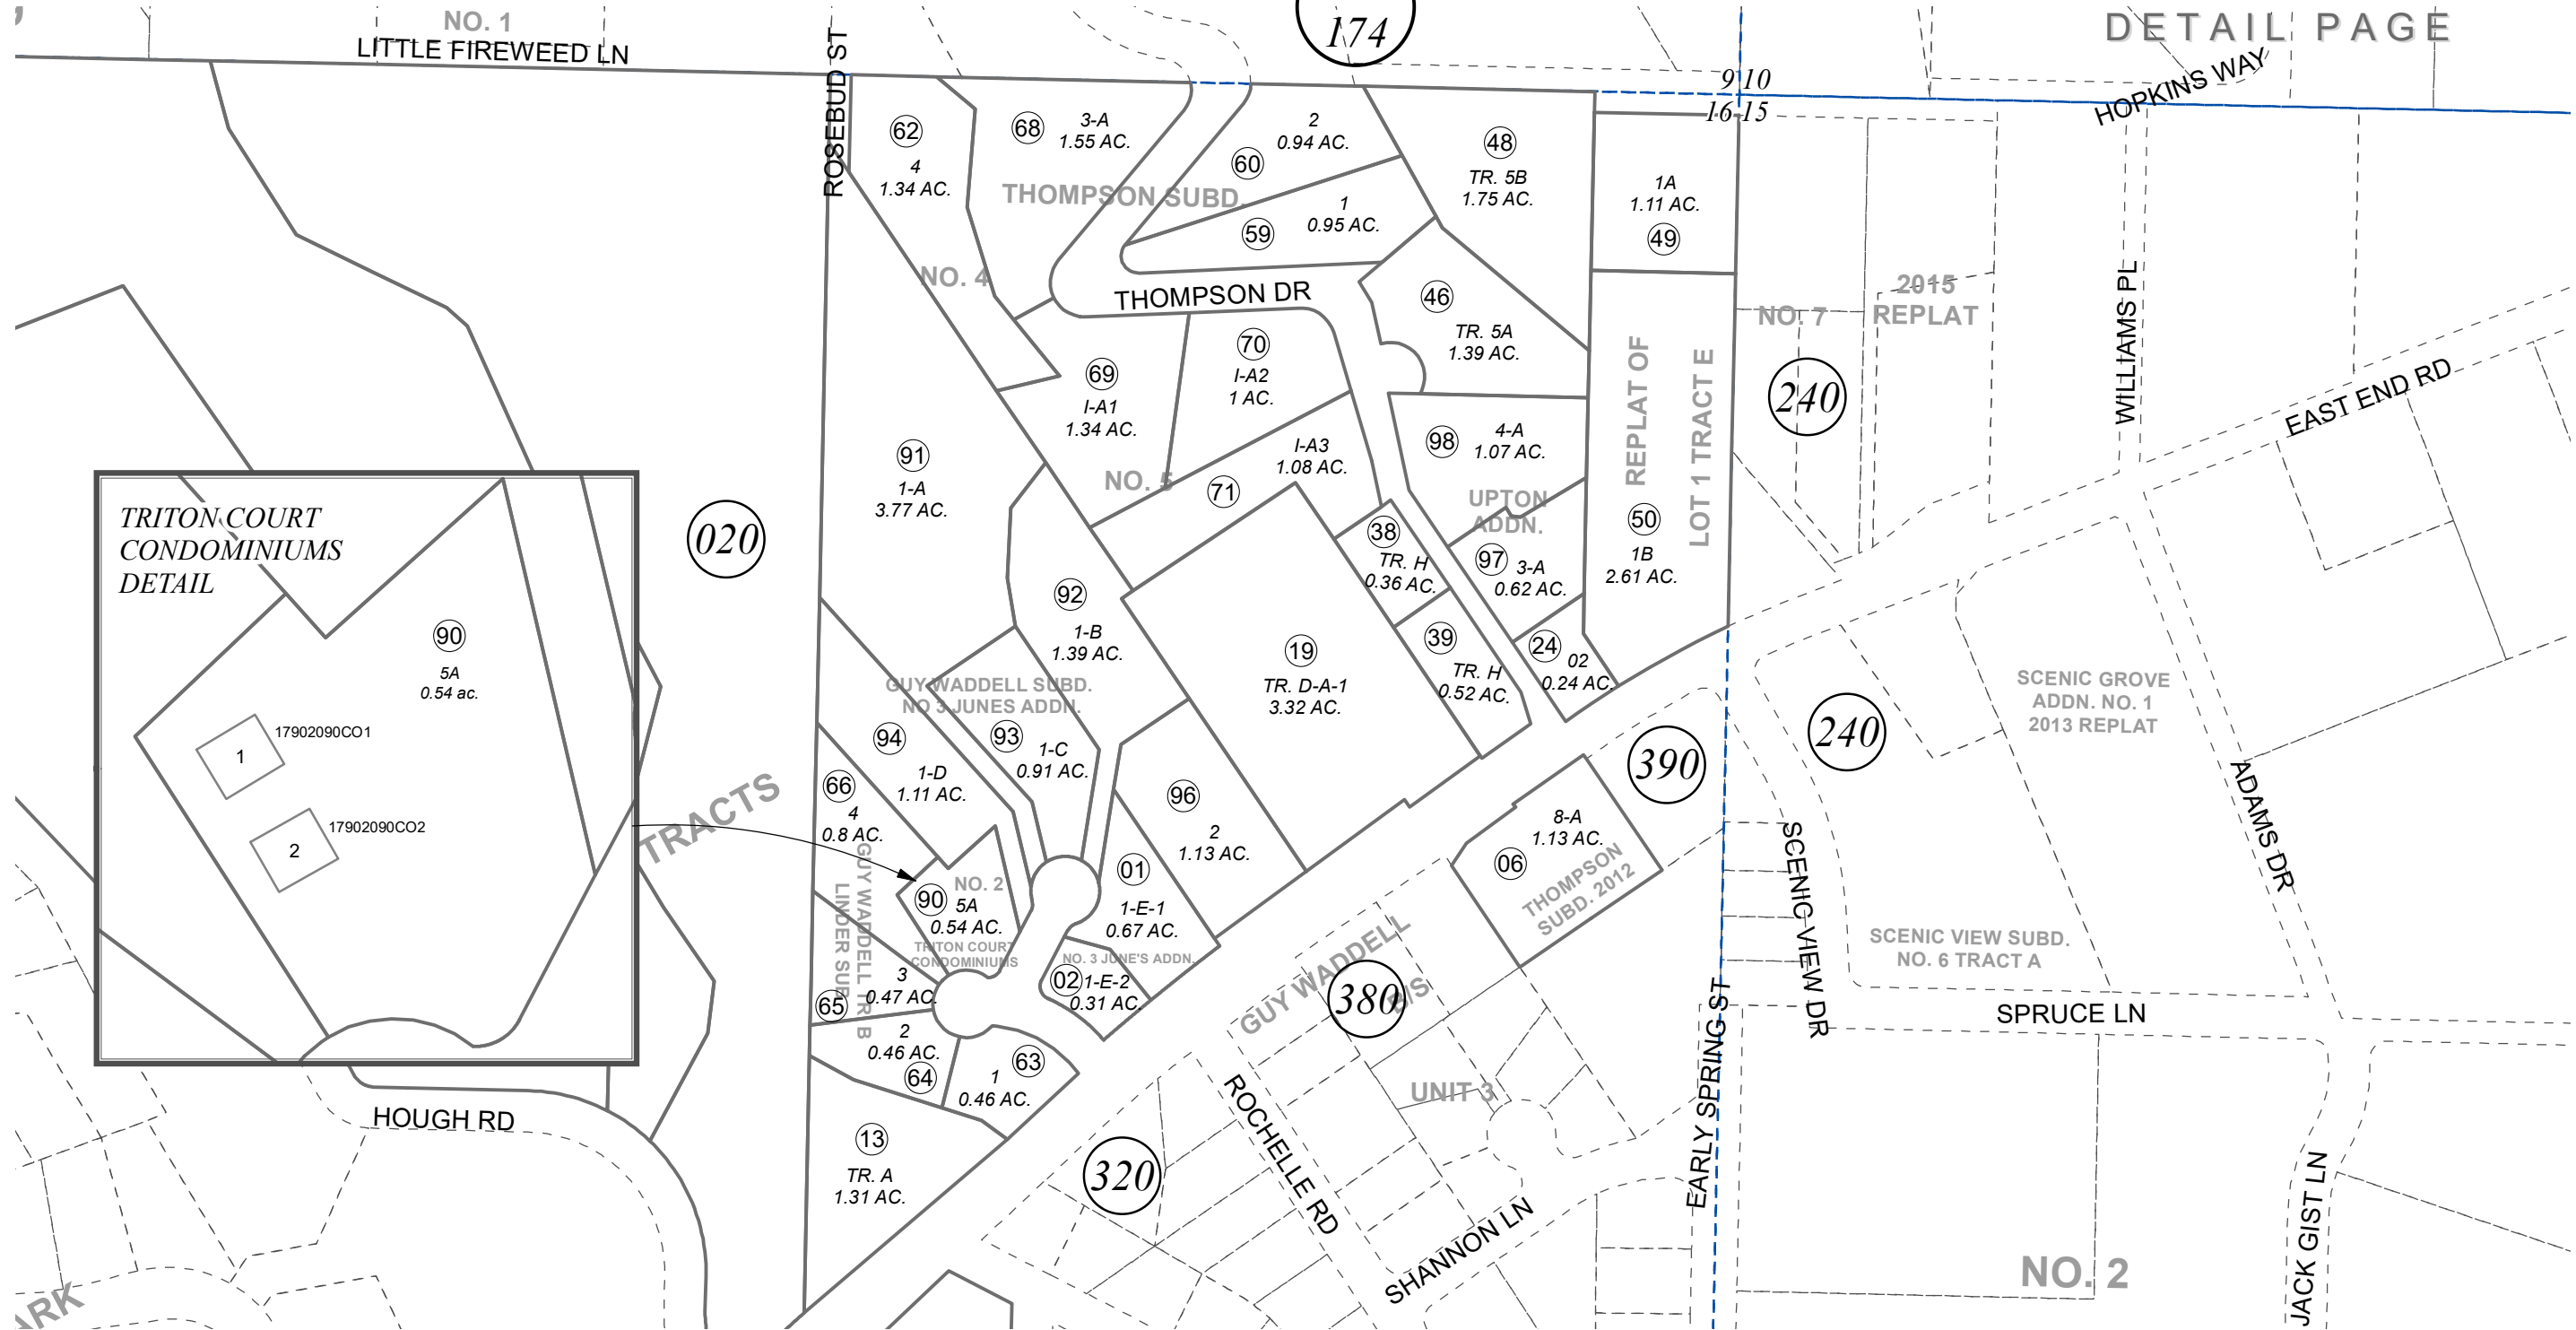 NO. 1
174
DETAIL PAGE
LITTLE FIREWEED LN
ROSEBUD ST
9 10
16 15
HOPKINS WAY
62
4
1.34 AC.
68
3-A
1.55 AC.
2
0.94 AC.
60
48
TR. 5B
1.75 AC.
1A
1.11 AC.
49
THOMPSON SUBD.
1
0.95 AC.
59
NO. 4
THOMPSON DR
46
TR. 5A
1.39 AC.
NO. 7
2015
REPLAT
WILLIAMS PL
EAST END RD
69
I-A1
1.34 AC.
70
I-A2
1 AC.
240
REPLAT OF
LOT 1 TRACT E
91
1-A
3.77 AC.
NO. 5
I-A3
1.08 AC.
71
98
4-A
1.07 AC.
UPTON
ADDN.
50
1B
2.61 AC.
TRITON COURT
CONDOMINIUMS
DETAIL
020
38
TR. H
0.36 AC.
97
3-A
0.62 AC.
92
1-B
1.39 AC.
90
5A
0.54 ac.
19
TR. D-A-1
3.32 AC.
39
TR. H
0.52 AC.
24
02
0.24 AC.
GUY WADDELL SUBD.
NO 3 JUNES ADDN.
SCENIC GROVE
ADDN. NO. 1
2013 REPLAT
17902090CO1
1
17902090CO2
2
94
1-D
1.11 AC.
93
1-C
0.91 AC.
390
240
TRACTS
66
4
0.8 AC.
96
2
1.13 AC.
8-A
1.13 AC.
06
THOMPSON
SUBD. 2012
SCENIC VIEW DR
ADAMS DR
GUY WADDELL TR B
LINDER SUB
NO. 2
90
5A
0.54 AC.
TRITON COURT
CONDOMINIUMS
01
1-E-1
0.67 AC.
NO. 3 JUNE'S ADDN.
02
1-E-2
0.31 AC.
GUY WADDELL
380
SCENIC VIEW SUBD.
NO. 6 TRACT A
3
0.47 AC.
65
2
0.46 AC.
64
63
1
0.46 AC.
SPRUCE LN
EARLY SPRING ST
UNIT 3
HOUGH RD
ROCHELLE RD
13
TR. A
1.31 AC.
320
SHANNON LN
JACK GIST LN
NO. 2
ARK